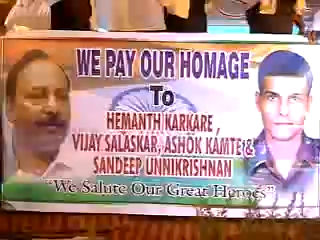 WE PAY OUR HOMAGE
To
HEMANTH KARKARE,
VIJAY SALASKAR, ASHOK KAMTE &
SANDEEP UNNIKRISHNAN
"We Salute Our Great Heroes"